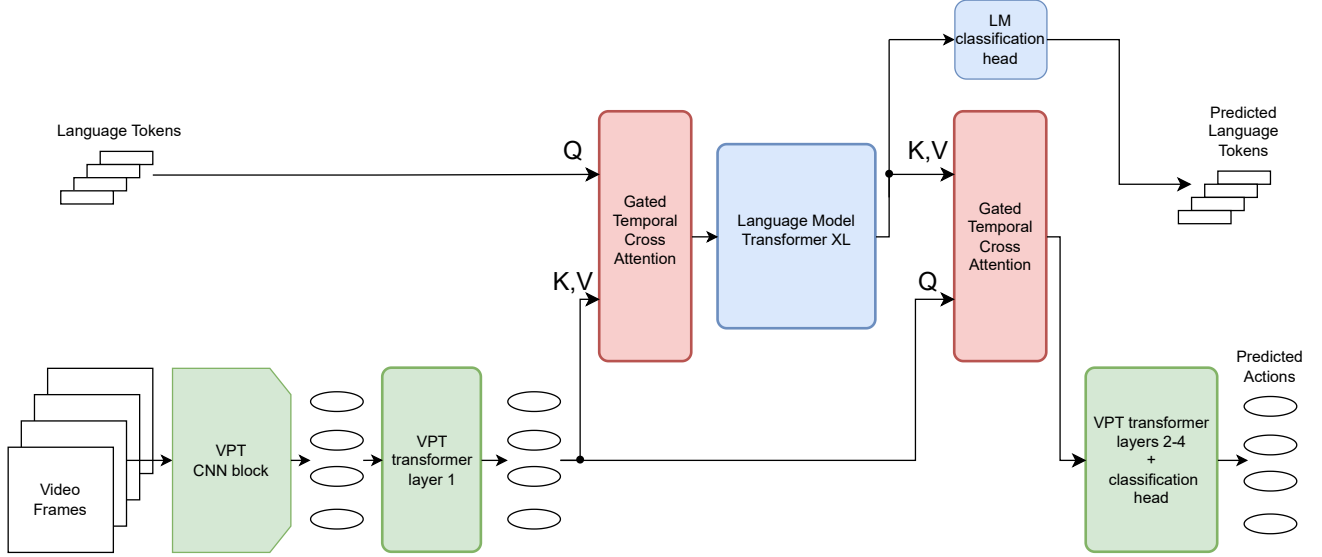 LM
classification
head
Language Tokens
Predicted
Language
Tokens
Q
K,V
Gated
Temporal
Cross
Attention
Language Model
Transformer XL
Gated
Temporal
Cross
Attention
K,V
Q
Video
Frames
VPT
CNN block
VPT
transformer
layer 1
VPT transformer
layers 2-4
+
classification
head
Predicted
Actions